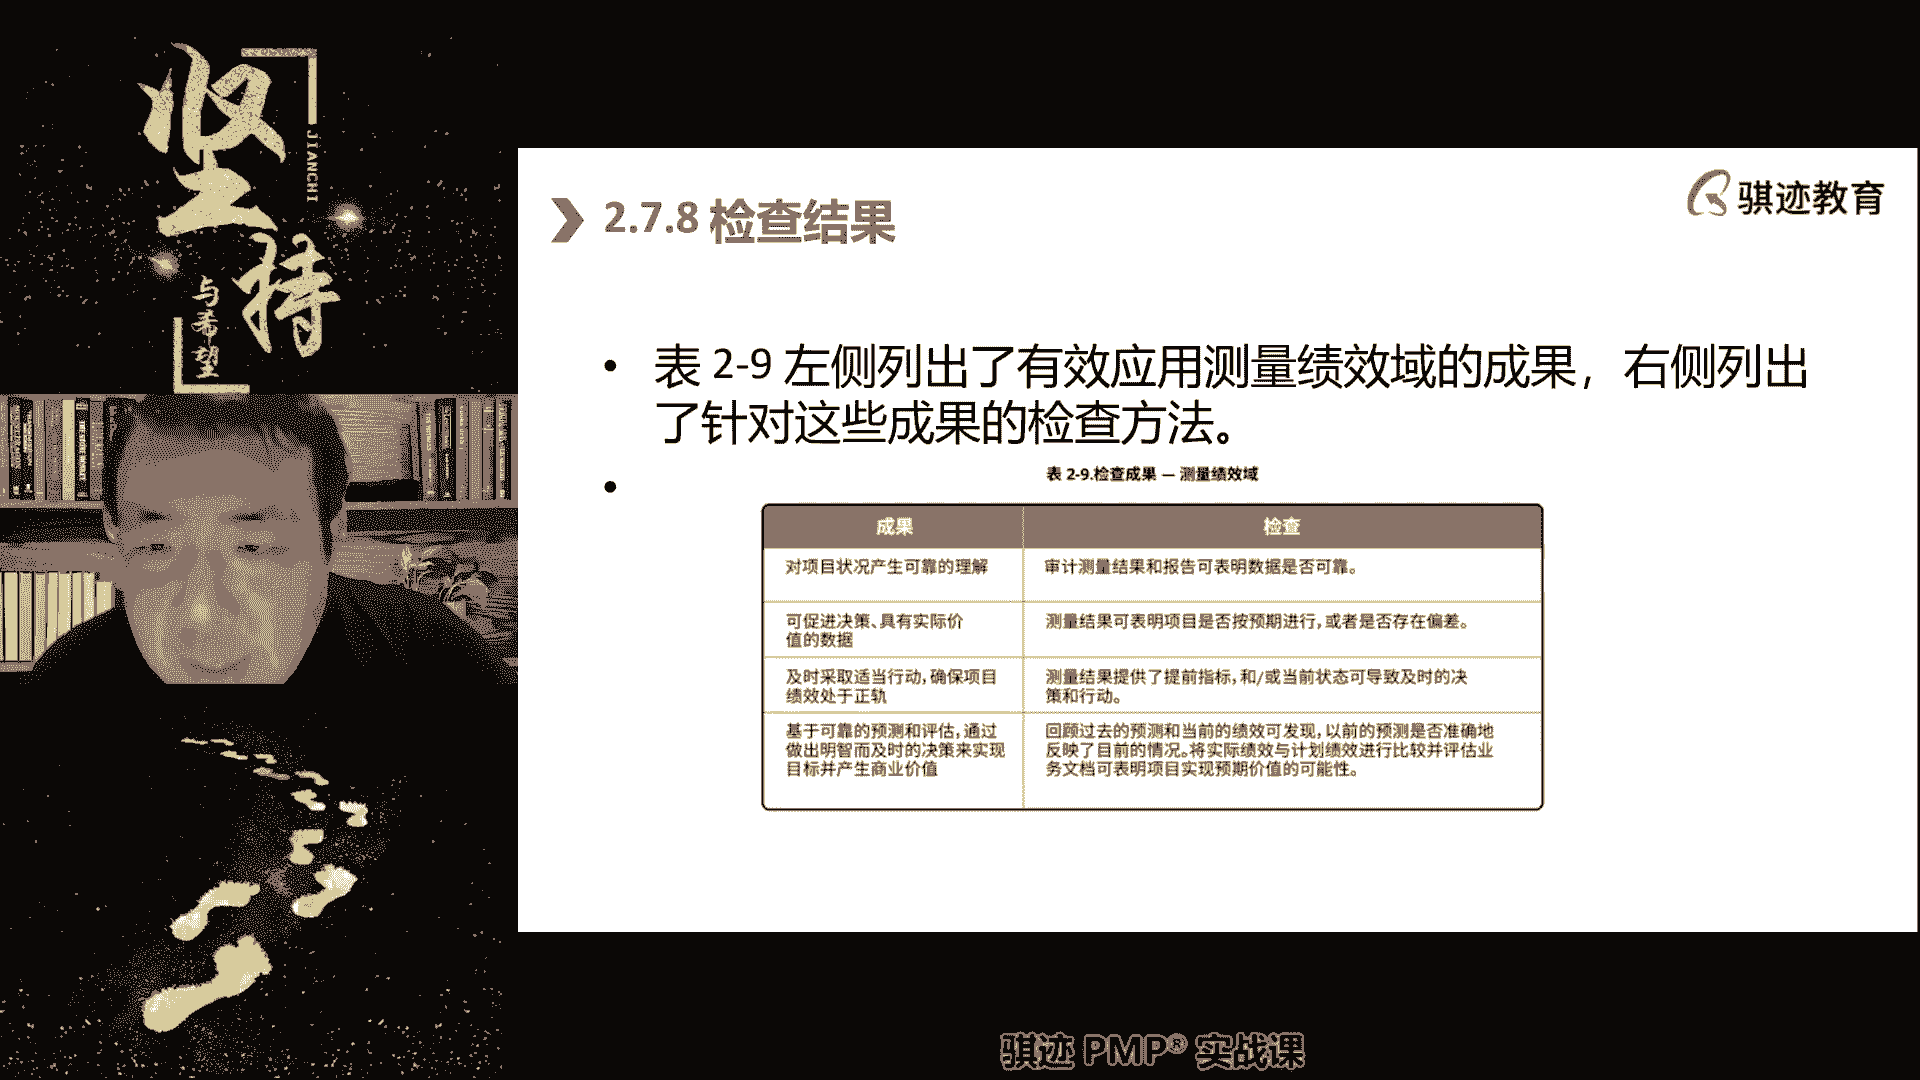 坚持
JIANCHI
与希望
骐迹教育
2.7.8 检查结果
• 表 2-9 左侧列出了有效应用测量绩效域的成果，右侧列出
了针对这些成果的检查方法。
•
表 2-9.检查成果 — 测量绩效域
成果
检查
对项目状况产生可靠的理解
审计测量结果和报告可表明数据是否可靠。
可促进决策、具有实际价
值的数据
测量结果可表明项目是否按预期进行，或者是否存在偏差。
及时采取适当行动，确保项目
绩效处于正轨
测量结果提供了提前指标，和/或当前状态可导致及时的决
策和行动。
基于可靠的预测和评估，通过
做出明智而及时的决策来实现
目标并产生商业价值
回顾过去的预测和当前的绩效可发现，以前的预测是否准确地
反映了目前的情况。将实际绩效与计划绩效进行比较并评估业
务文档可表明项目实现预期价值的可能性。
骐迹 PMP® 实战课